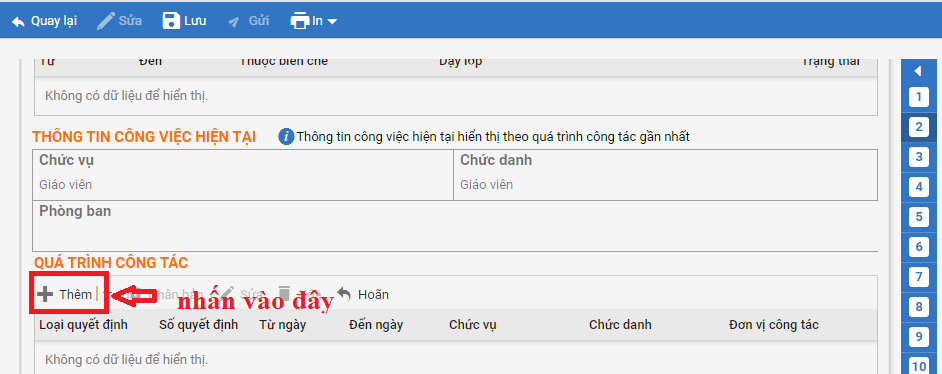 Quay lại Sửa Lưu Gửi In
Từ Đến Thuộc biên chế Dạy lớp Trạng thái
Không có dữ liệu để hiển thị.
1
THÔNG TIN CÔNG VIỆC HIỆN TẠI i Thông tin công việc hiện tại hiển thị theo quá trình công tác gần nhất
2
Chức vụ Chức danh
3
Giáo viên Giáo viên
4
Phòng ban
5
6
QUÁ TRÌNH CÔNG TÁC
7
Thêm Nhân bản Sửa Hoãn
nhấn vào đây
8
Loại quyết định Số quyết định Từ ngày Đến ngày Chức vụ Chức danh Đơn vị công tác
9
Không có dữ liệu để hiển thị.
10